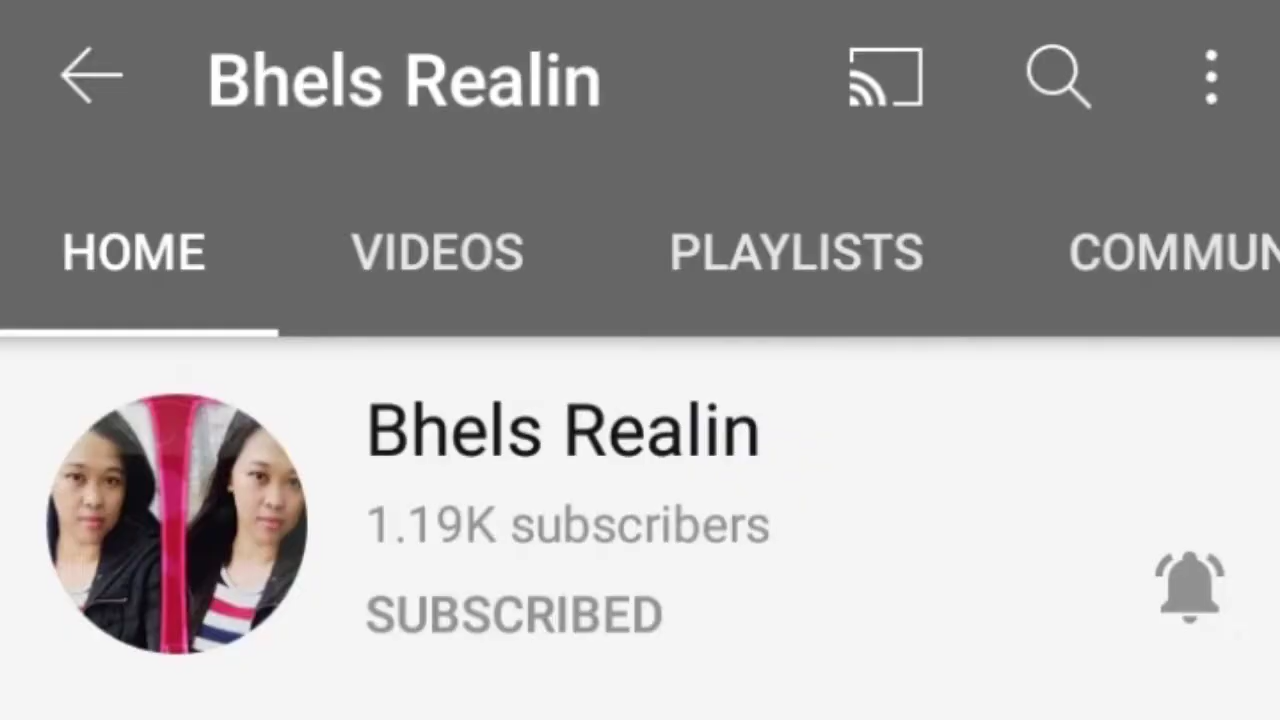 Bhels Realin
HOME VIDEOS PLAYLISTS COMMUN
Bhels Realin
1.19K subscribers
SUBSCRIBED